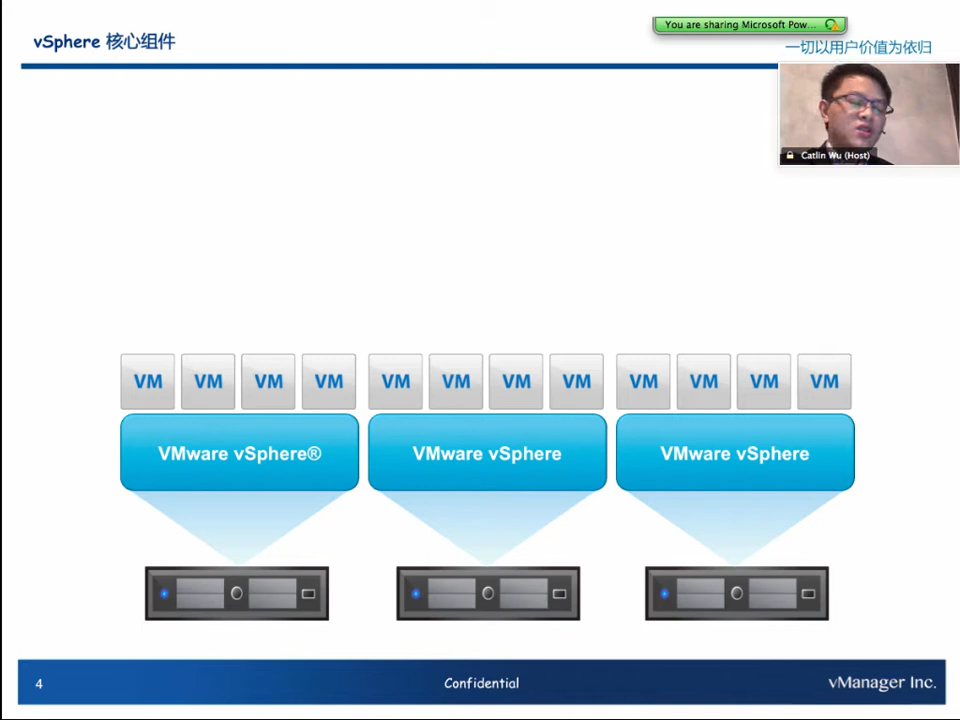 You are sharing Microsoft Pow...
vSphere 核心组件
一切以用户价值为依归
Catlin Wu (Host)
VM VM VM VM VM VM VM VM VM VM VM VM
VMware vSphere® VMware vSphere VMware vSphere
4 Confidential vManager Inc.